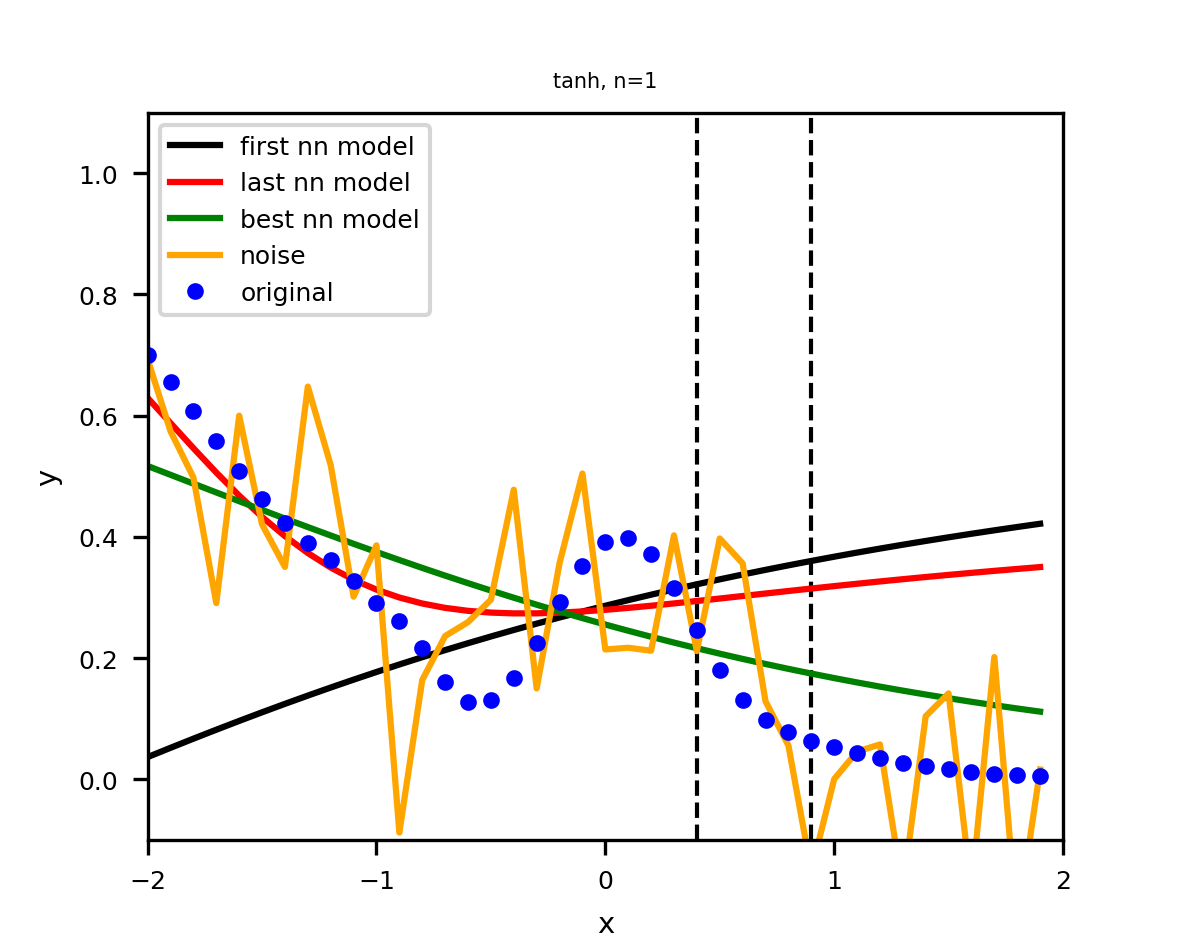 tanh, n=1
first nn model
last nn model
best nn model
noise
original
1.0
0.8
0.6
0.4
0.2
0.0
y
−2
−1
0
1
2
x